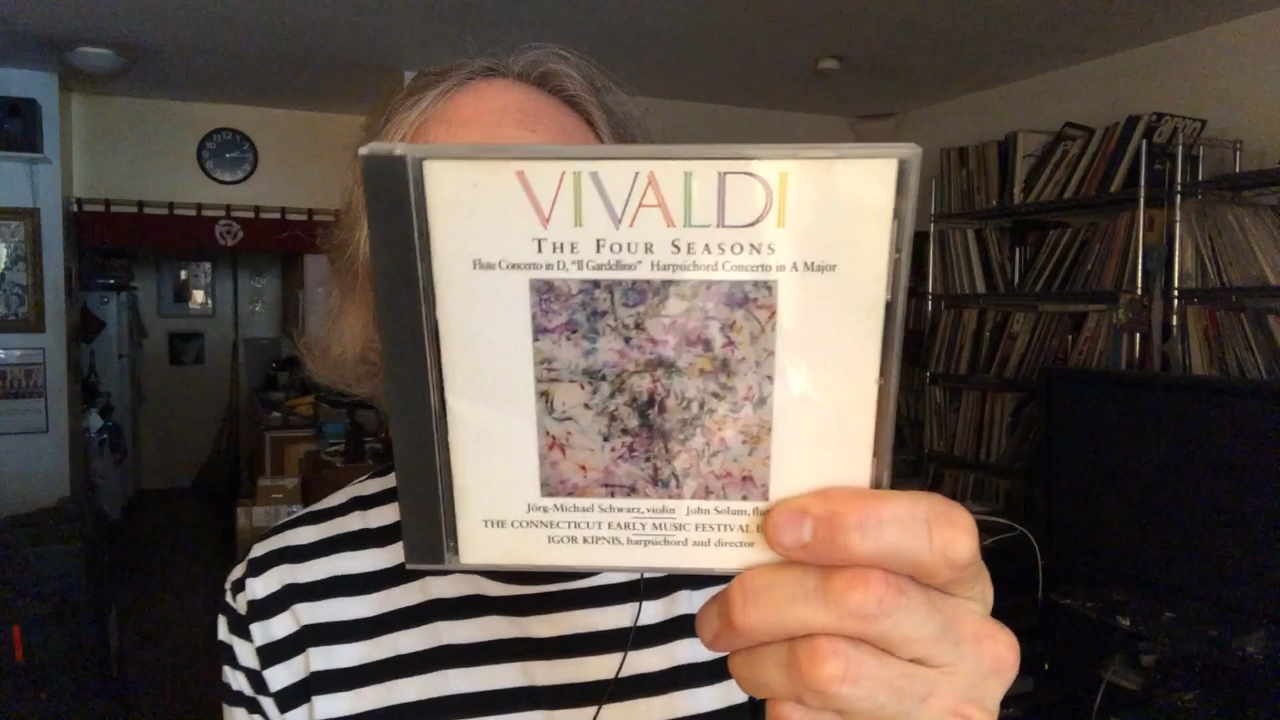 VIVALDI
THE FOUR SEASONS
Flute Concerto in D, "Il Gardellino" Harpsichord Concerto in A Major
Jörg-Michael Schwarz, violin John Solum,
THE CONNECTICUT EARLY MUSIC FESTIVAL
IGOR KIPNIS, harpsichord and director